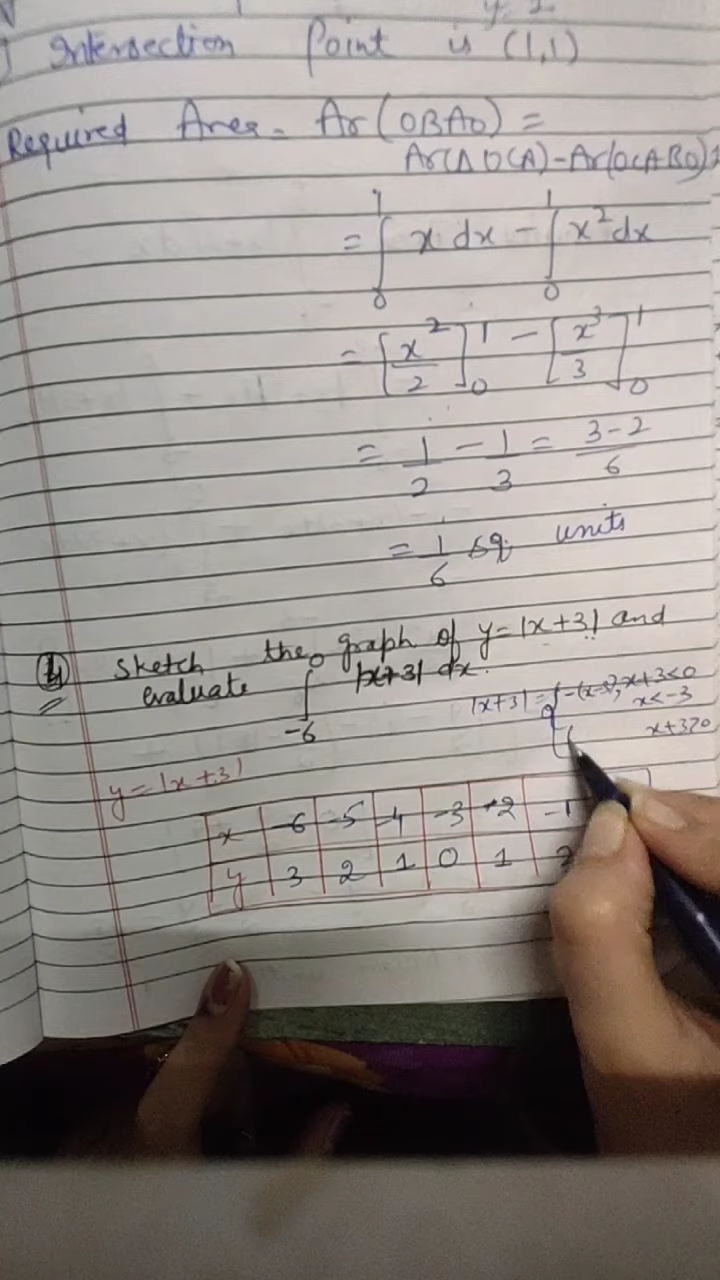 Intersection Point is (1,1)
Required Area = Ar(OBAO) =
Ar(Δ OCA) - Ar(OCABO)
= ∫₀¹ x dx - ∫₀¹ x² dx
= [x²/2]₀¹ - [x³/3]₀¹
= 1/2 - 1/3 = 3-2/6
= 1/6 sq. units
4) Sketch the graph of y = |x+3| and
evaluate ∫₋₆⁰ |x+3| dx.
|x+3| = { -(x+3), x+3<0
x<-3
( x+3≥0
y = |x+3|
x -6 -5 -4 -3 -2 -1
y 3 2 1 0 1 2